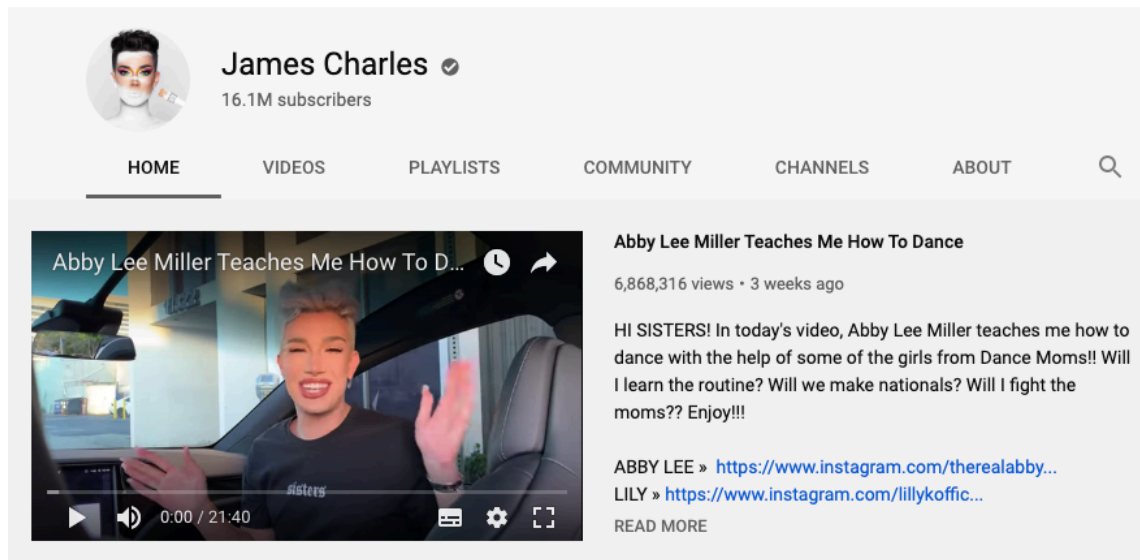 James Charles
16.1M subscribers
HOME VIDEOS PLAYLISTS COMMUNITY CHANNELS ABOUT
Abby Lee Miller Teaches Me How To D...
sisters
0:00 / 21:40
Abby Lee Miller Teaches Me How To Dance
6,868,316 views • 3 weeks ago
HI SISTERS! In today's video, Abby Lee Miller teaches me how to
dance with the help of some of the girls from Dance Moms!! Will
I learn the routine? Will we make nationals? Will I fight the
moms?? Enjoy!!!
ABBY LEE » https://www.instagram.com/therealabby...
LILY » https://www.instagram.com/lillykoffic...
READ MORE